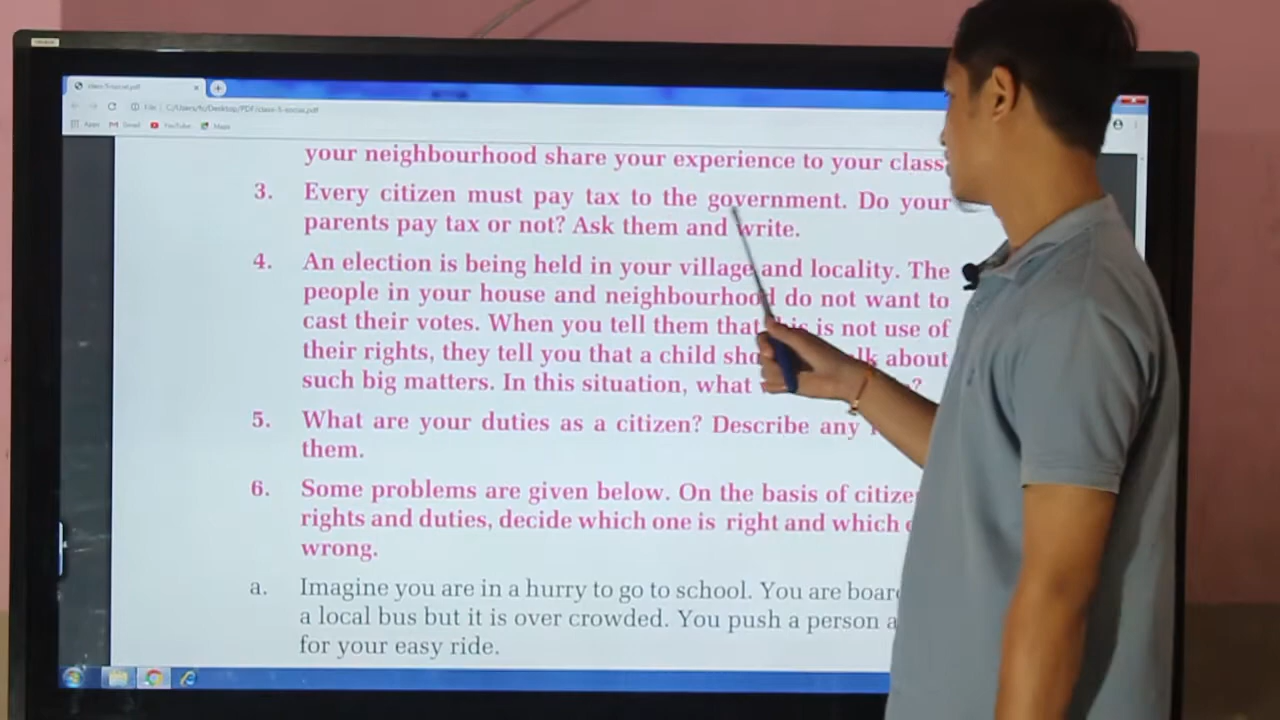 File C:/Users/
Apps Gmail YouTube Maps
your neighbourhood share your experience to your class
3. Every citizen must pay tax to the government. Do your
parents pay tax or not? Ask them and write.
4. An election is being held in your village and locality. The
people in your house and neighbourhood do not want to
cast their votes. When you tell them that is not use of
their rights, they tell you that a child about
such big matters. In this situation, what
5. What are your duties as a citizen? Describe any
them.
6. Some problems are given below. On the basis of
rights and duties, decide which one is right and which
wrong.
a. Imagine you are in a hurry to go to school. You are
a local bus but it is over crowded. You push a person
for your easy ride.